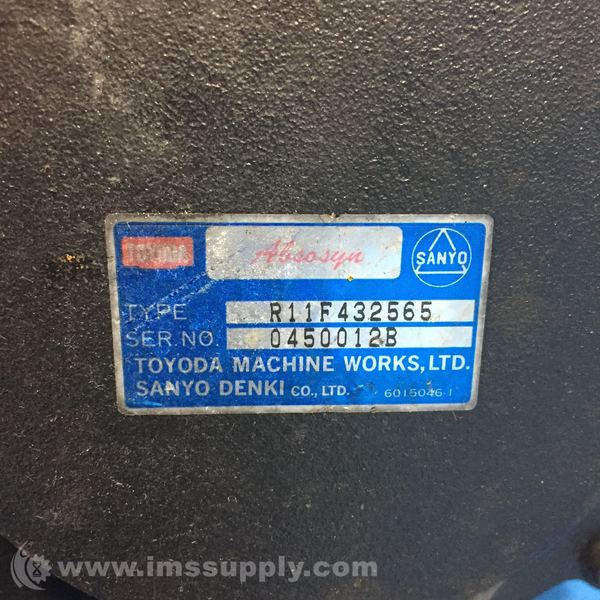 TOYODA
Absosyn
SANYO
TYPE R11F432565
SER.NO. 0450012B
TOYODA MACHINE WORKS,LTD.
SANYO DENKI CO.,LTD.
6015046-1
www.imssupply.com